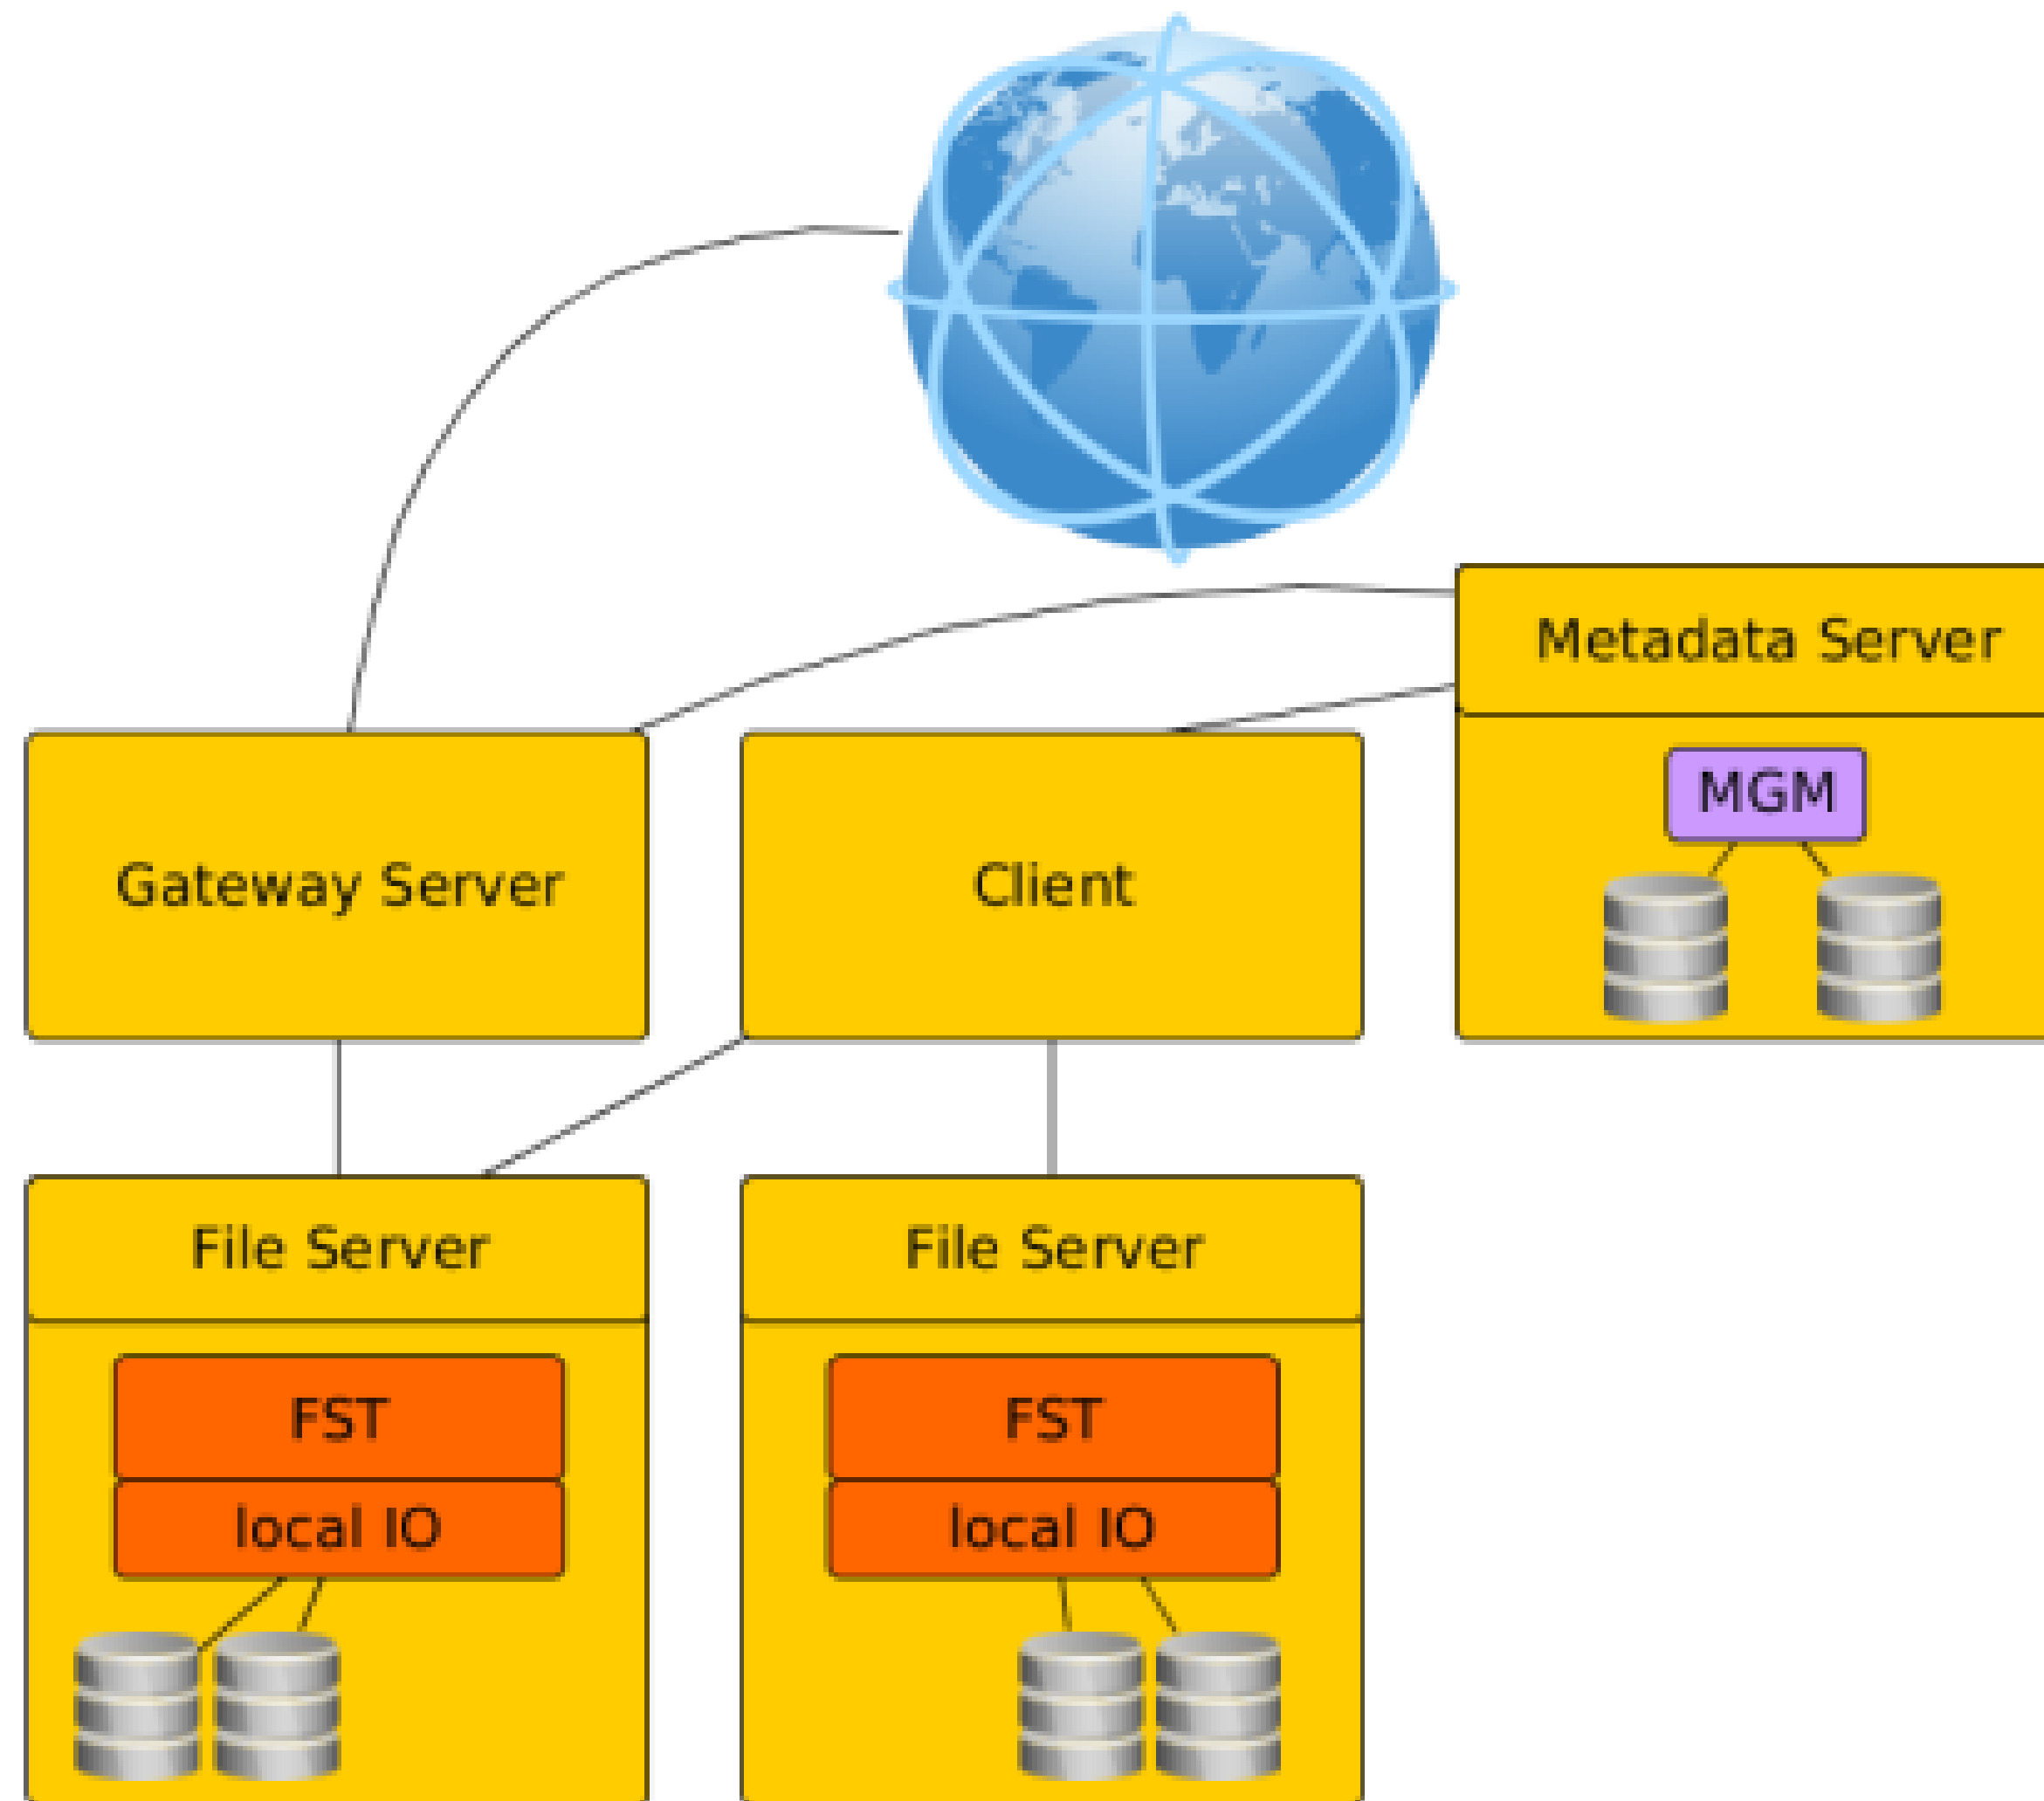 Metadata Server
MGM
Gateway Server
Client
File Server
File Server
FST
FST
local IO
local IO